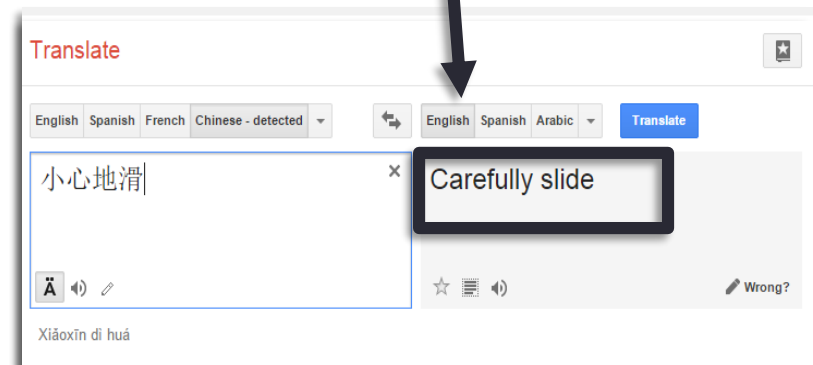 Translate
English Spanish French Chinese - detected
English Spanish Arabic Translate
小心地滑
Carefully slide
Ä
Wrong?
Xiǎoxīn dì huá